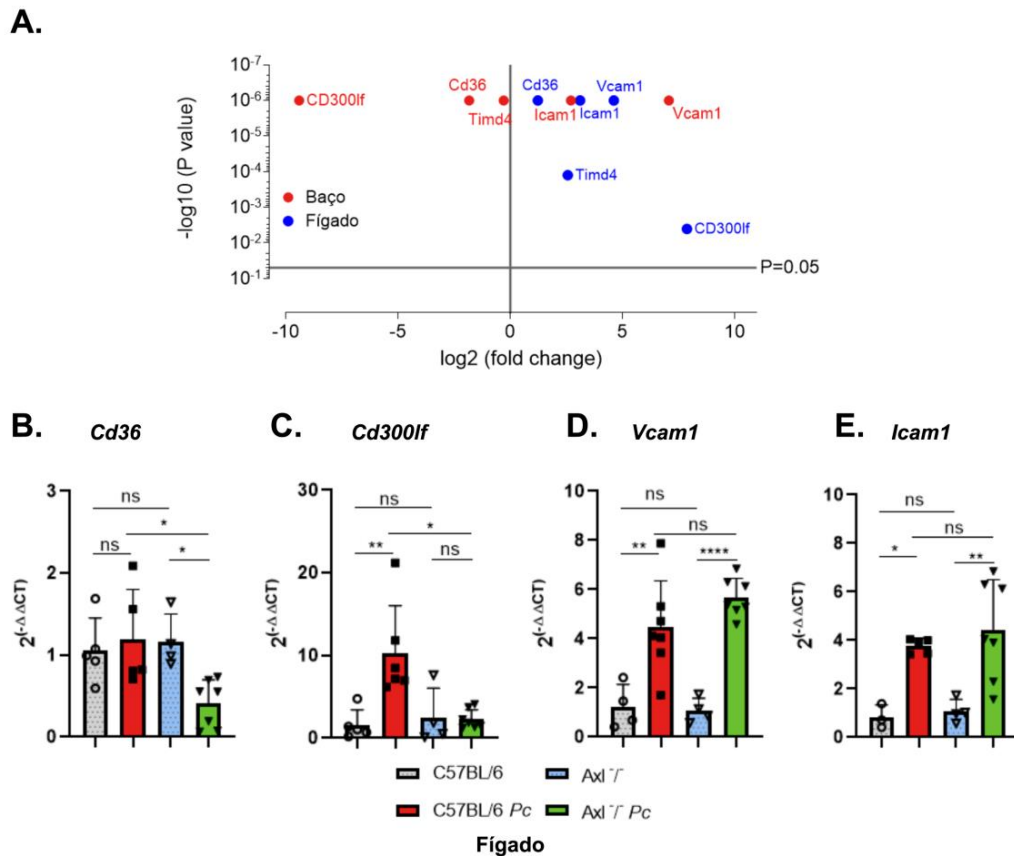 A.
-log10 (P value)
10-7
10-6
10-5
10-4
10-3
10-2
10-1
CD300lf
Cd36
Timd4
Cd36
Icam1
Icam1
Vcam1
Vcam1
Timd4
CD300lf
Baço
Fígado
P=0.05
-10
-5
0
5
10
log2 (fold change)
B.
Cd36
2(-ΔΔCT)
3
2
1
0
ns
*
ns
*
C.
Cd300lf
2(-ΔΔCT)
30
20
10
0
ns
*
**
ns
D.
Vcam1
2(-ΔΔCT)
10
8
6
4
2
0
ns
ns
**
****
E.
Icam1
2(-ΔΔCT)
10
8
6
4
2
0
ns
ns
*
**
C57BL/6
Axl-/-
C57BL/6 Pc
Axl-/- Pc
Fígado